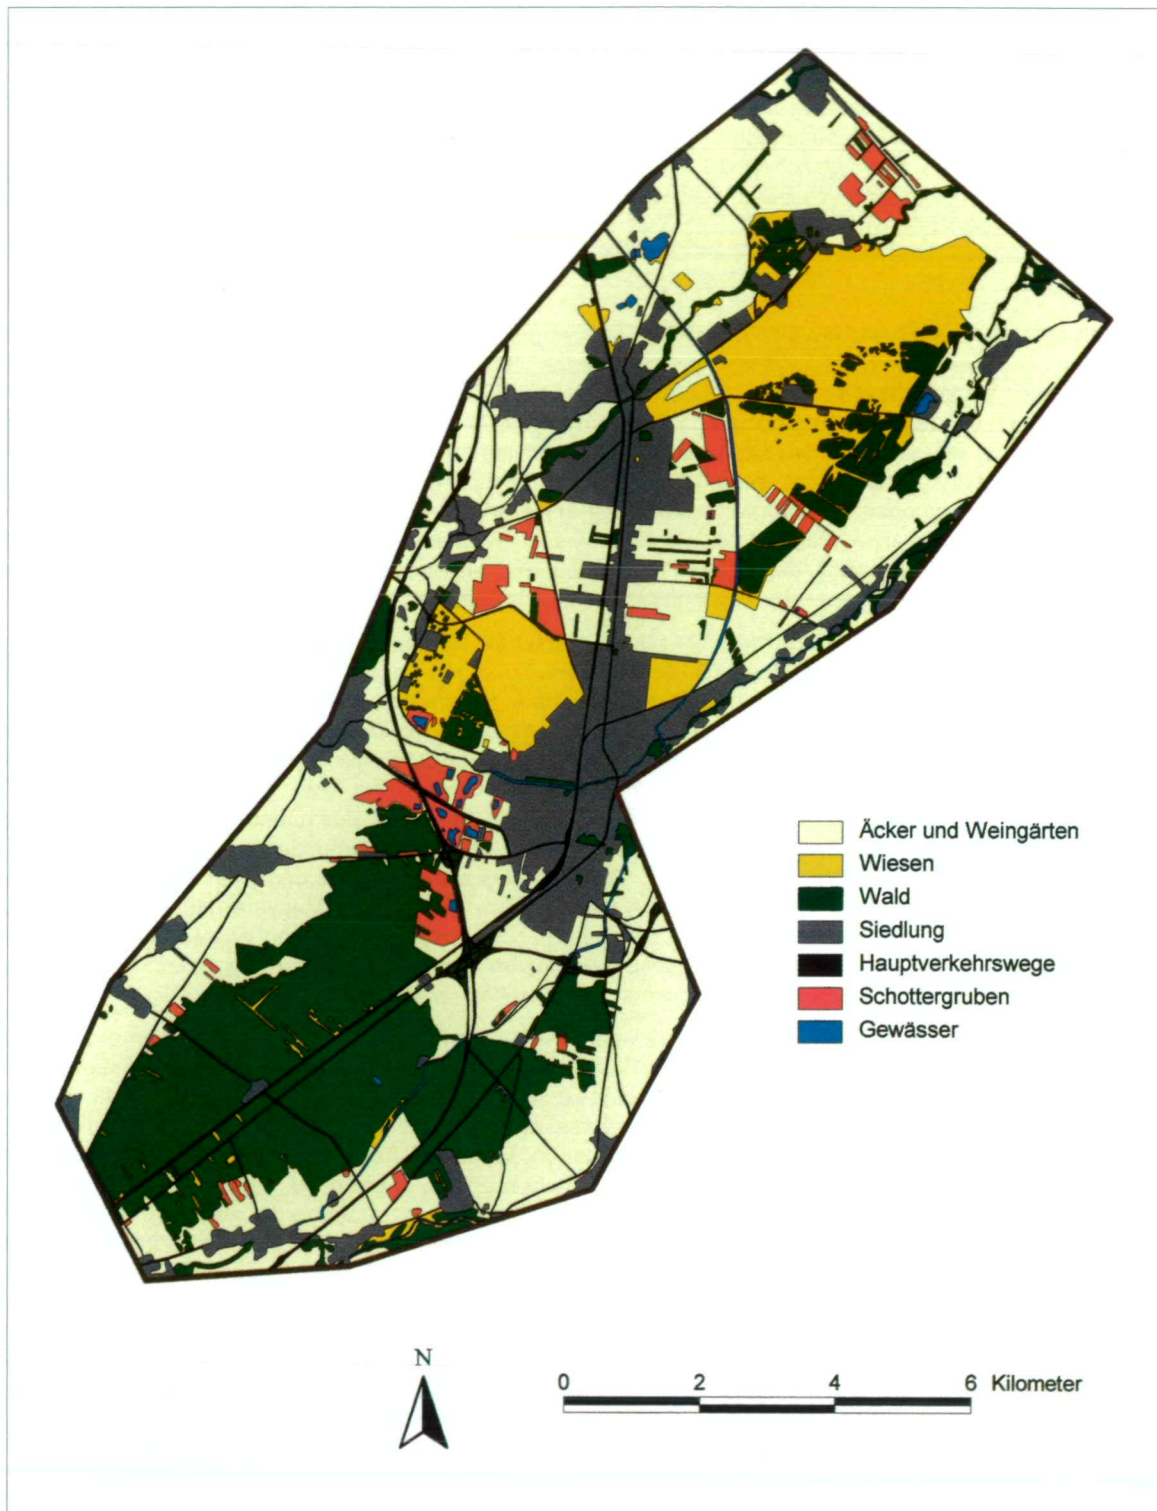 Äcker und Weingärten
Wiesen
Wald
Siedlung
Hauptverkehrswege
Schottergruben
Gewässer
N
0 2 4 6 Kilometer